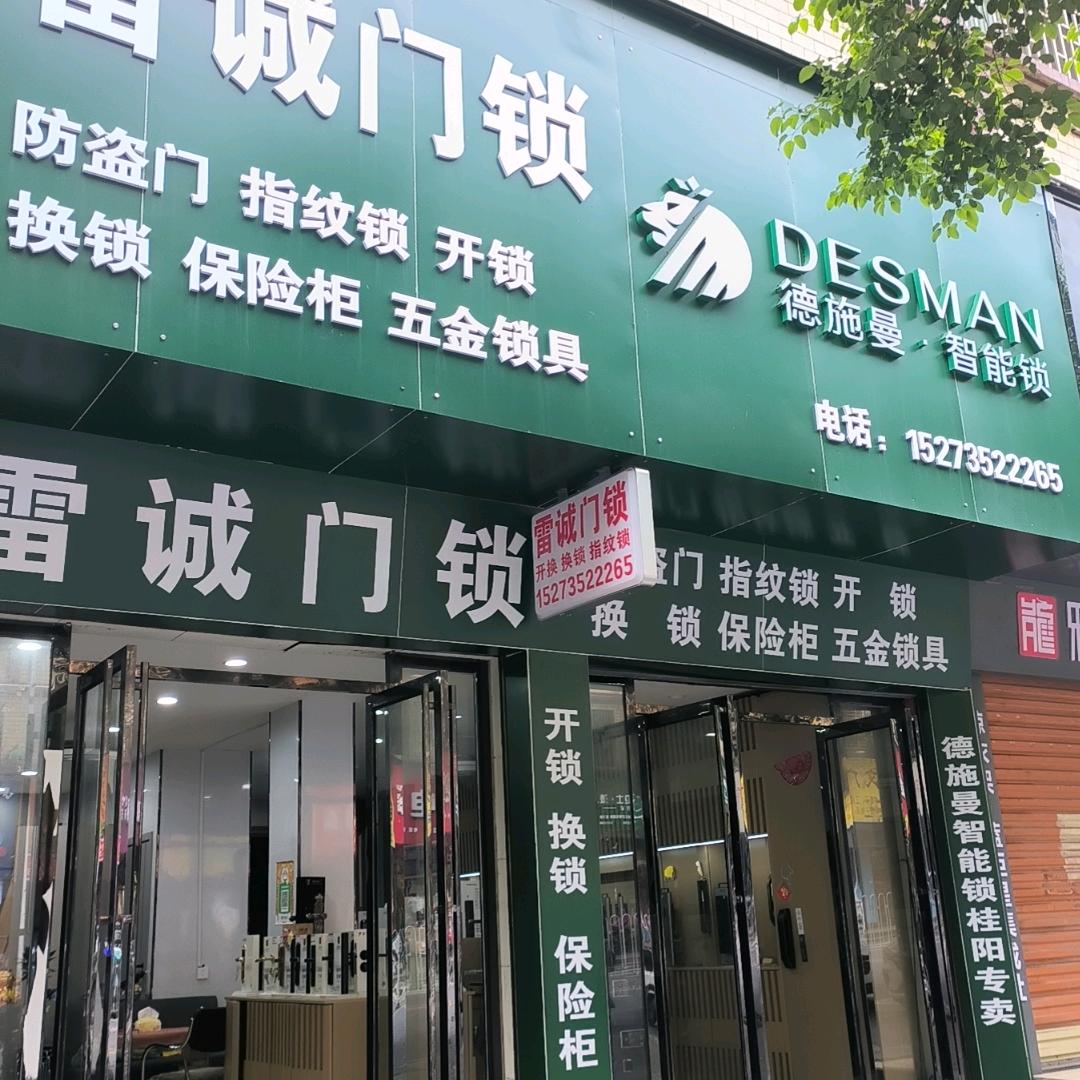 雷诚门锁
防盗门 指纹锁 开锁
换锁 保险柜 五金锁具
DESMAN
德施曼·智能锁
电话：15273522265
雷诚门锁
雷诚门锁
开换 换锁 指纹锁
15273522265
盗门 指纹锁 开 锁
换 锁 保险柜 五金锁具
开锁 换锁 保险柜
德施曼智能锁桂阳专卖
龍